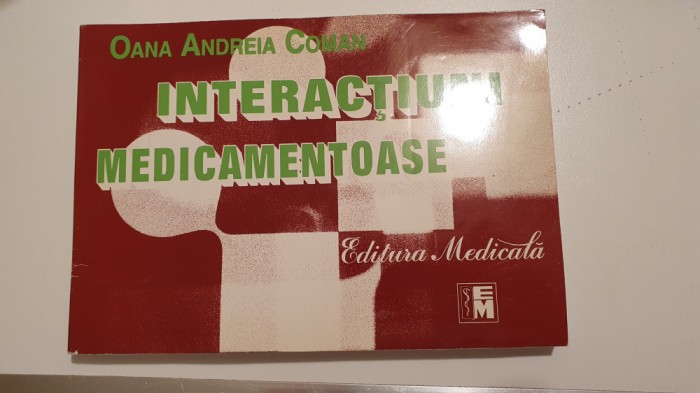 OANA ANDREIA COMAN
INTERACȚIUNI
MEDICAMENTOASE
Editura Medicală
EM